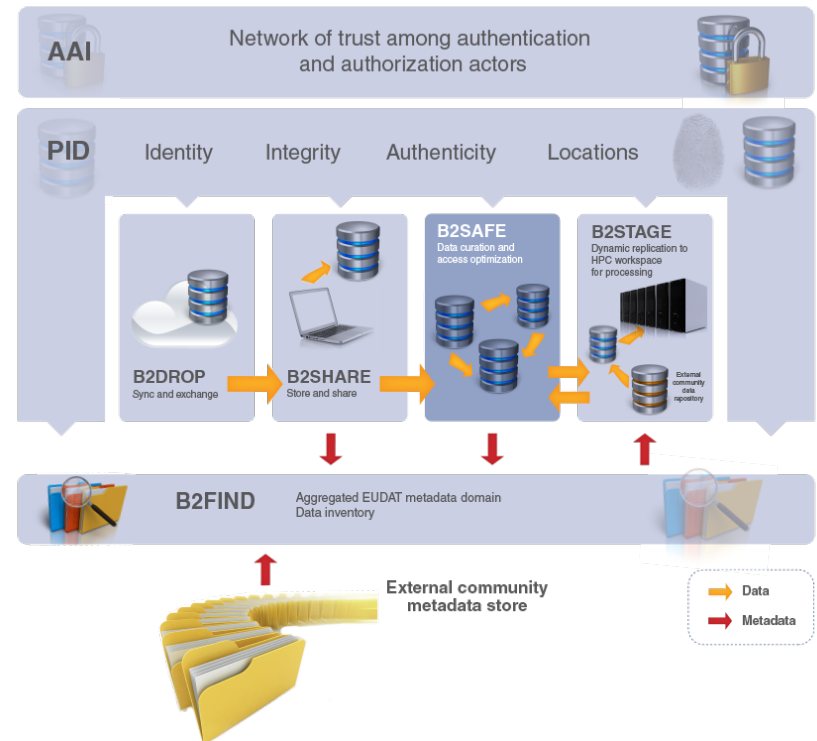 AAI
Network of trust among authentication
and authorization actors
PID
Identity
Integrity
Authenticity
Locations
B2DROP
Sync and exchange
B2SHARE
Store and share
B2SAFE
Data curation and
access optimization
B2STAGE
Dynamic replication to
HPC workspace
for processing
External
community
data
repository
B2FIND
Aggregated EUDAT metadata domain
Data inventory
External community
metadata store
Data
Metadata